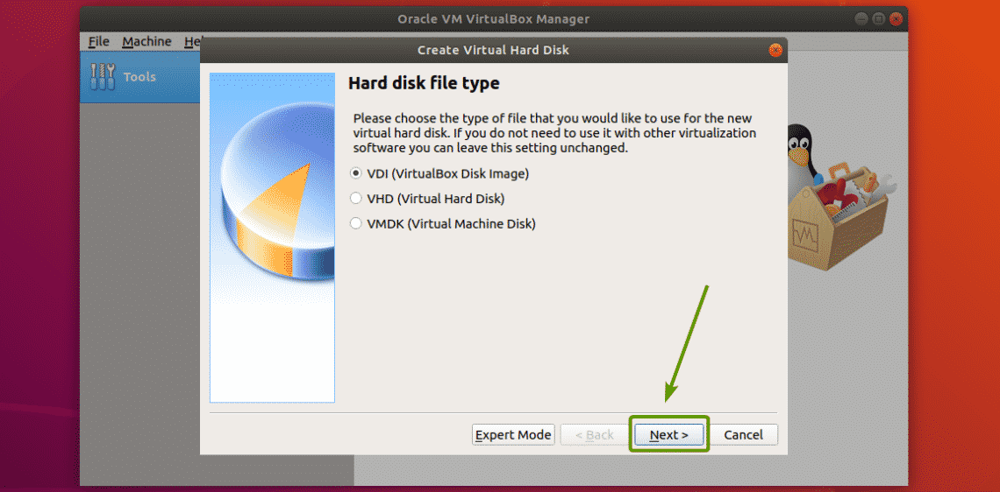 Oracle VM VirtualBox Manager
File Machine Hel
Create Virtual Hard Disk
Tools
Hard disk file type
Please choose the type of file that you would like to use for the new
virtual hard disk. If you do not need to use it with other virtualization
software you can leave this setting unchanged.
VDI (VirtualBox Disk Image)
VHD (Virtual Hard Disk)
VMDK (Virtual Machine Disk)
Expert Mode < Back Next > Cancel